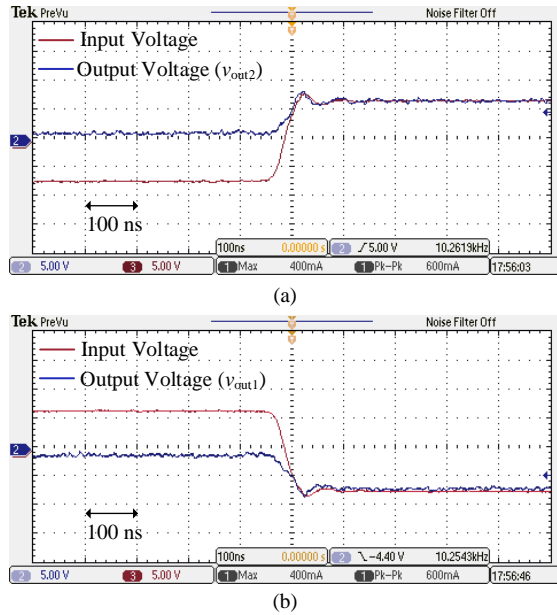 Tek PreVu Noise Filter Off
Input Voltage
Output Voltage (vout2)
2
100 ns
100ns 0.00000 s 2 5.00 V 10.2619kHz
2 5.00 V 3 5.00 V 1 Max 400mA 1 Pk-Pk 600mA 17:56:03
(a)
Tek PreVu Noise Filter Off
Input Voltage
Output Voltage (vout1)
2
100 ns
100ns 0.00000 s 2 -4.40 V 10.2543kHz
2 5.00 V 3 5.00 V 1 Max 400mA 1 Pk-Pk 600mA 17:56:46
(b)